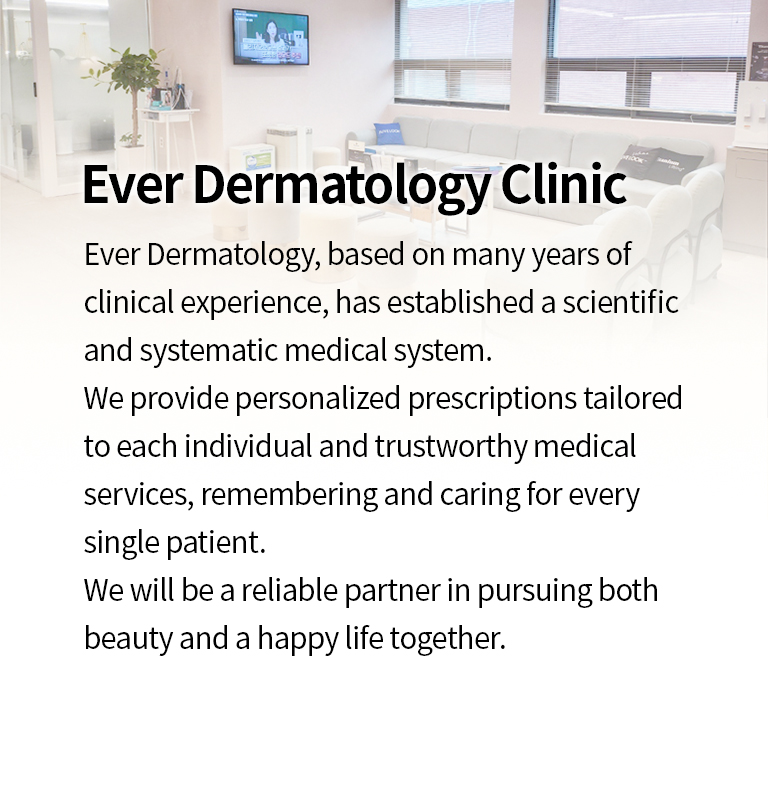 Ever Dermatology Clinic
Ever Dermatology, based on many years of
clinical experience, has established a scientific
and systematic medical system.
We provide personalized prescriptions tailored
to each individual and trustworthy medical
services, remembering and caring for every
single patient.
We will be a reliable partner in pursuing both
beauty and a happy life together.